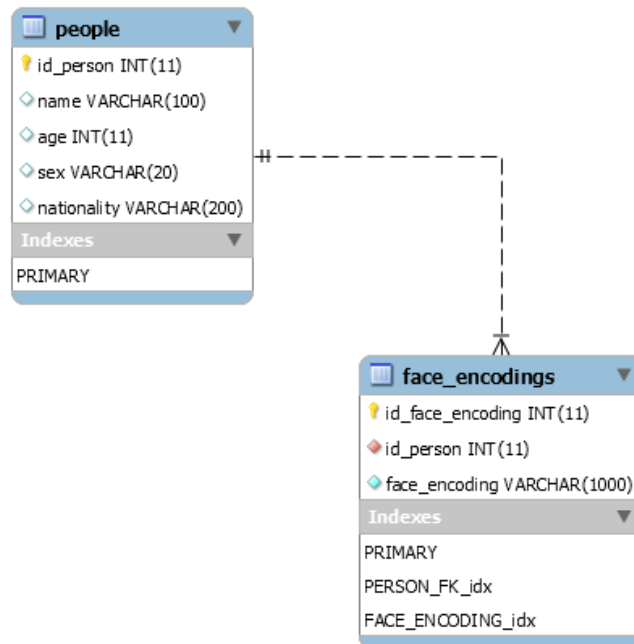 people
id_person INT(11)
name VARCHAR(100)
age INT(11)
sex VARCHAR(20)
nationality VARCHAR(200)
Indexes
PRIMARY
face_encodings
id_face_encoding INT(11)
id_person INT(11)
face_encoding VARCHAR(1000)
Indexes
PRIMARY
PERSON_FK_idx
FACE_ENCODING_idx